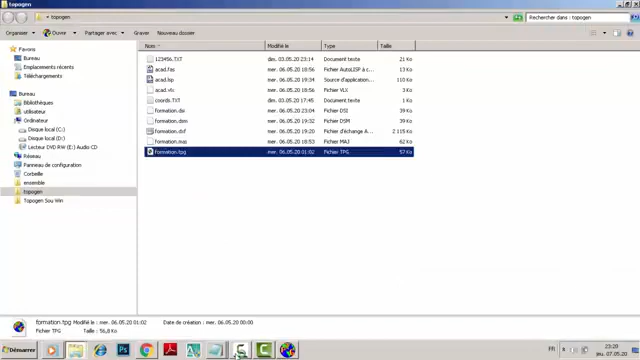 topogen
topogen
Rechercher dans : topogen
Organiser
Ouvrir
Partager avec
Graver
Nouveau dossier
Favoris
Bureau
Emplacements récents
Téléchargements
Bureau
Bibliothèques
utilisateur
Ordinateur
Disque local (C:)
Disque local (D:)
Lecteur DVD RW (E:) Audio CD
Réseau
Panneau de configuration
Corbeille
ensemble
topogen
Topogen Sou Win
Nom Modifié le Type Taille
123456.TXT dim. 03.05.20 23:14 Document texte 21 Ko
acad.fas mer. 06.05.20 18:56 Fichier AutoLISP à c... 13 Ko
acad.lsp mer. 06.05.20 18:56 Source d'application... 110 Ko
acad.vlx mer. 06.05.20 18:56 Fichier VLX 3 Ko
coords.TXT dim. 03.05.20 17:45 Document texte 1 Ko
formation.dsi mer. 06.05.20 23:04 Fichier DSI 39 Ko
formation.dsm mer. 06.05.20 19:32 Fichier DSM 39 Ko
formation.dxf mer. 06.05.20 19:20 Fichier d'échange A... 2 115 Ko
formation.maj mer. 06.05.20 18:53 Fichier MAJ 62 Ko
formation.tpg mer. 06.05.20 01:02 Fichier TPG 57 Ko
formation.tpg Modifié le : mer. 06.05.20 01:02 Date de création : mer. 06.05.20 00:00
Fichier TPG Taille : 56,8 Ko
Démarrer
FR
23:20
jeu. 07.05.20